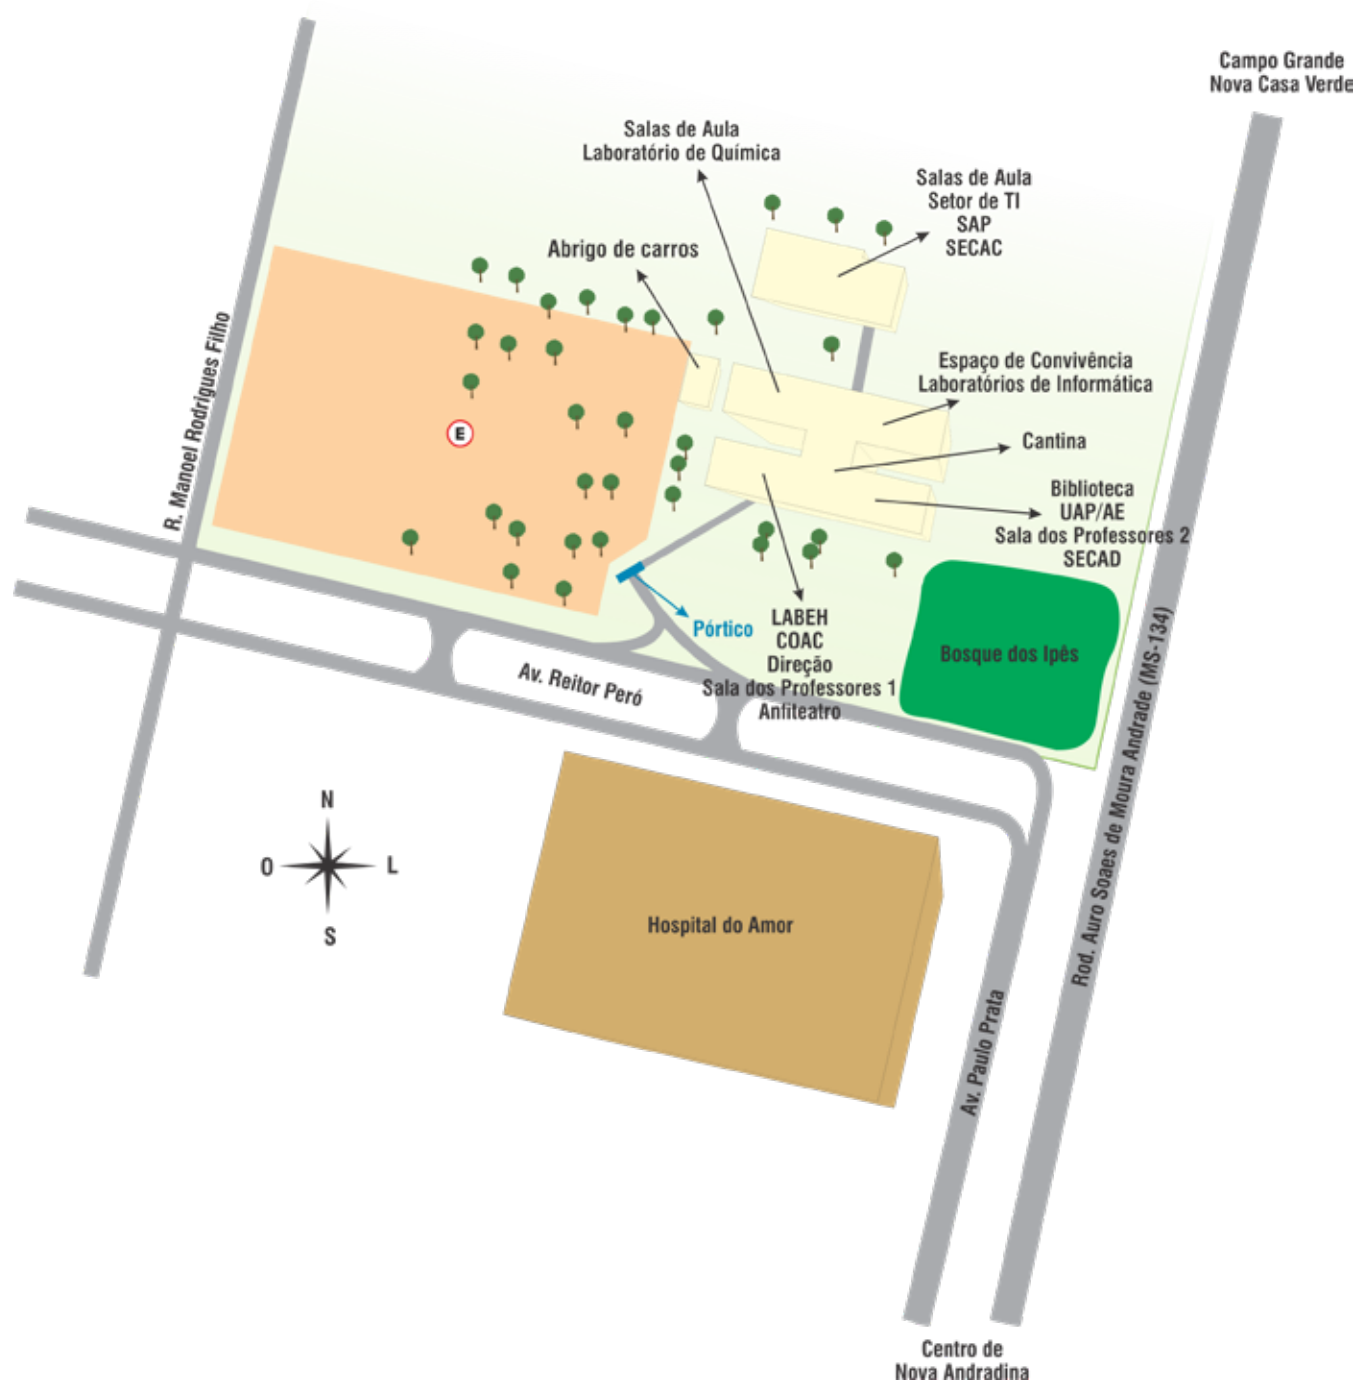 Campo Grande
Nova Casa Verde
Salas de Aula
Laboratório de Química
Salas de Aula
Setor de TI
SAP
SECAC
Abrigo de carros
Espaço de Convivência
Laboratórios de Informática
R. Manoel Rodrigues Filho
E
Cantina
Biblioteca
UAP/AE
Sala dos Professores 2
SECAD
Pórtico
LABEH
COAC
Direção
Sala dos Professores 1
Anfiteatro
Bosque dos Ipês
Av. Reitor Peró
Rod. Auro Soaes de Moura Andrade (MS-134)
N
O
L
S
Hospital do Amor
Av. Paulo Prata
Centro de
Nova Andradina